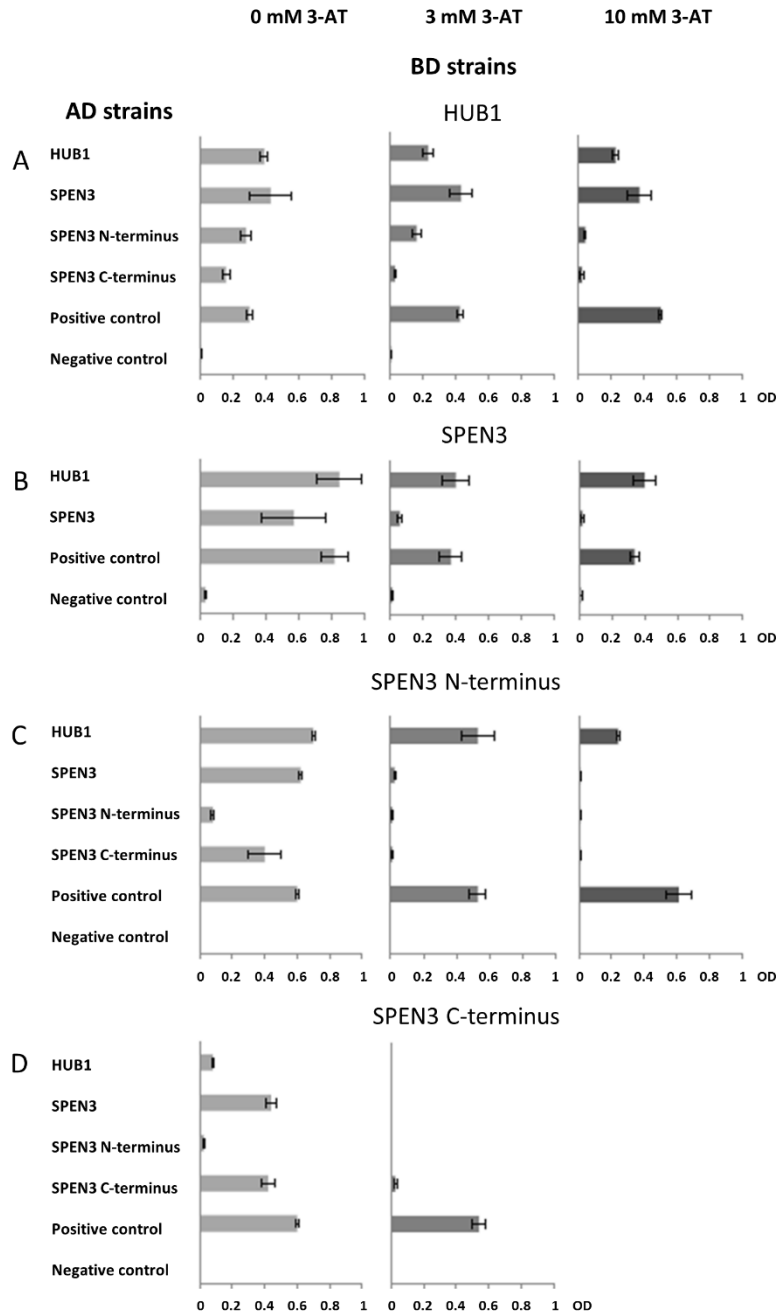 0 mM 3-AT 3 mM 3-AT 10 mM 3-AT
BD strains
AD strains
HUB1
A
HUB1
SPEN3
SPEN3 N-terminus
SPEN3 C-terminus
Positive control
Negative control
0 0.2 0.4 0.6 0.8 1 0 0.2 0.4 0.6 0.8 1 0 0.2 0.4 0.6 0.8 1 OD
SPEN3
B
HUB1
SPEN3
Positive control
Negative control
0 0.2 0.4 0.6 0.8 1 0 0.2 0.4 0.6 0.8 1 0 0.2 0.4 0.6 0.8 1 OD
SPEN3 N-terminus
C
HUB1
SPEN3
SPEN3 N-terminus
SPEN3 C-terminus
Positive control
Negative control
0 0.2 0.4 0.6 0.8 1 0 0.2 0.4 0.6 0.8 1 0 0.2 0.4 0.6 0.8 1 OD
SPEN3 C-terminus
D
HUB1
SPEN3
SPEN3 N-terminus
SPEN3 C-terminus
Positive control
Negative control
0 0.2 0.4 0.6 0.8 1 0 0.2 0.4 0.6 0.8 1 OD